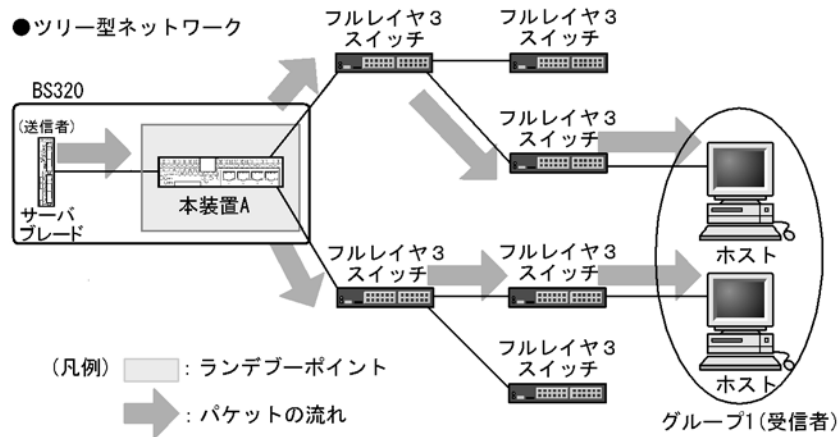 ●ツリー型ネットワーク
フルレイヤ3
スイッチ
フルレイヤ3
スイッチ
BS320
(送信者)
サーバ
ブレード
本装置A
フルレイヤ3
スイッチ
ホスト
フルレイヤ3
スイッチ
フルレイヤ3
スイッチ
フルレイヤ3
スイッチ
ホスト
グループ1(受信者)
(凡例)
：ランデブーポイント
：パケットの流れ